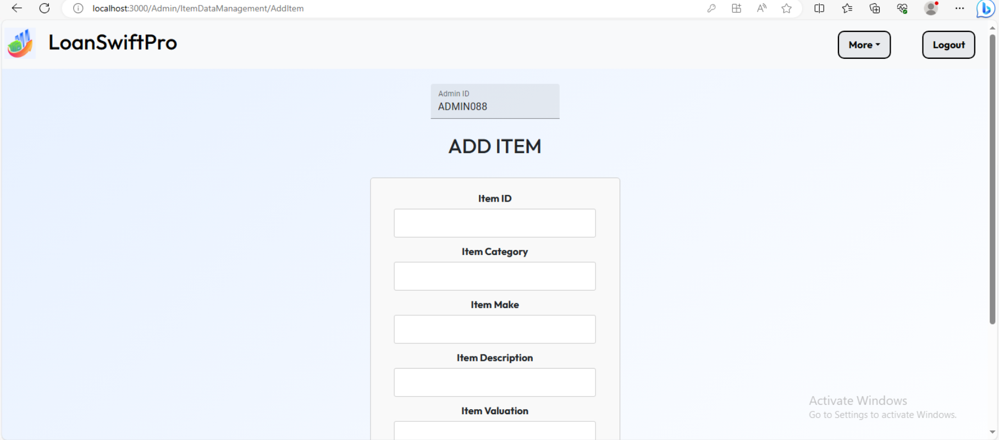 localhost:3000/Admin/ItemDataManagement/AddItem
LoanSwiftPro
More
Logout
Admin ID
ADMIN088
ADD ITEM
Item ID
Item Category
Item Make
Item Description
Item Valuation
Activate Windows
Go to Settings to activate Windows.